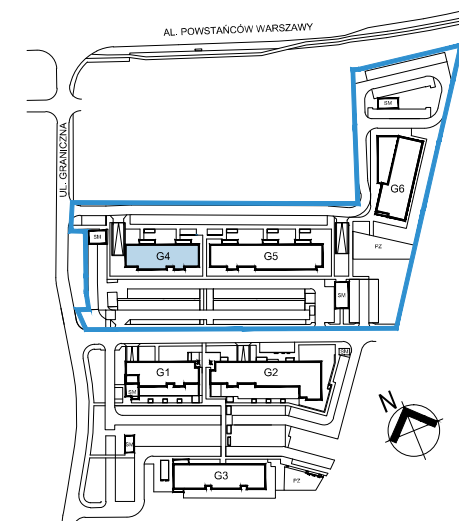 AL. POWSTAŃCÓW WARSZAWY
UL. GRANICZNA
SM
G6
SM
G4
G5
PZ
SM
G1
G2
SM
SM
SM
G3
PZ
N